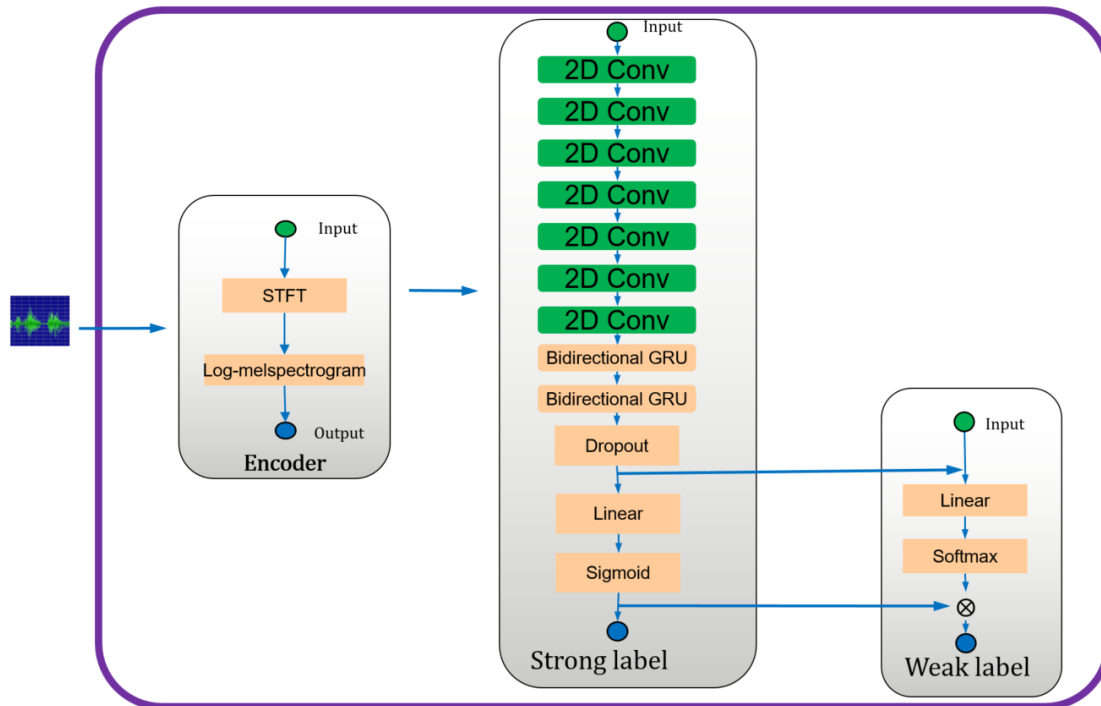 Input
STFT
Log-melspectrogram
Output
Encoder
Input
2D Conv
2D Conv
2D Conv
2D Conv
2D Conv
2D Conv
2D Conv
Bidirectional GRU
Bidirectional GRU
Dropout
Linear
Sigmoid
Strong label
Input
Linear
Softmax
Weak label